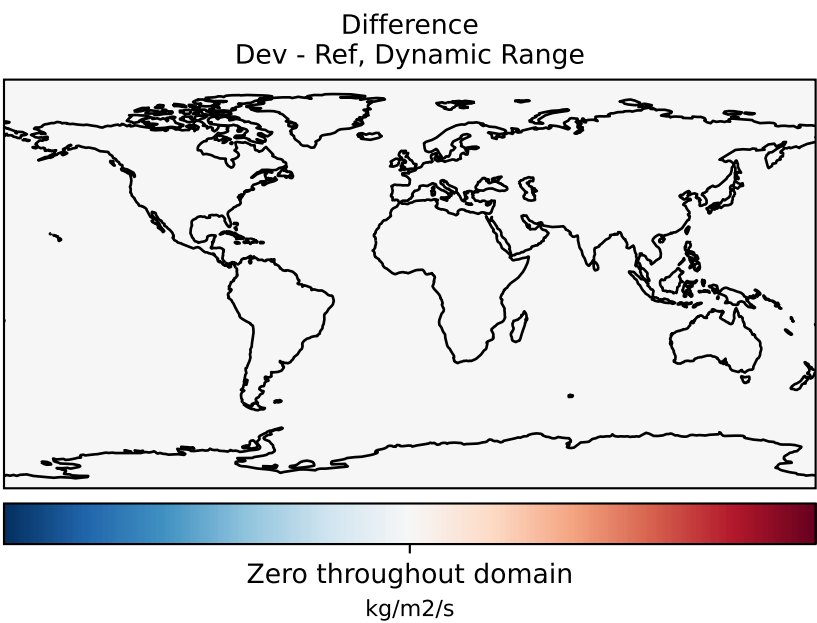 Difference
Dev - Ref, Dynamic Range
Zero throughout domain
kg/m2/s